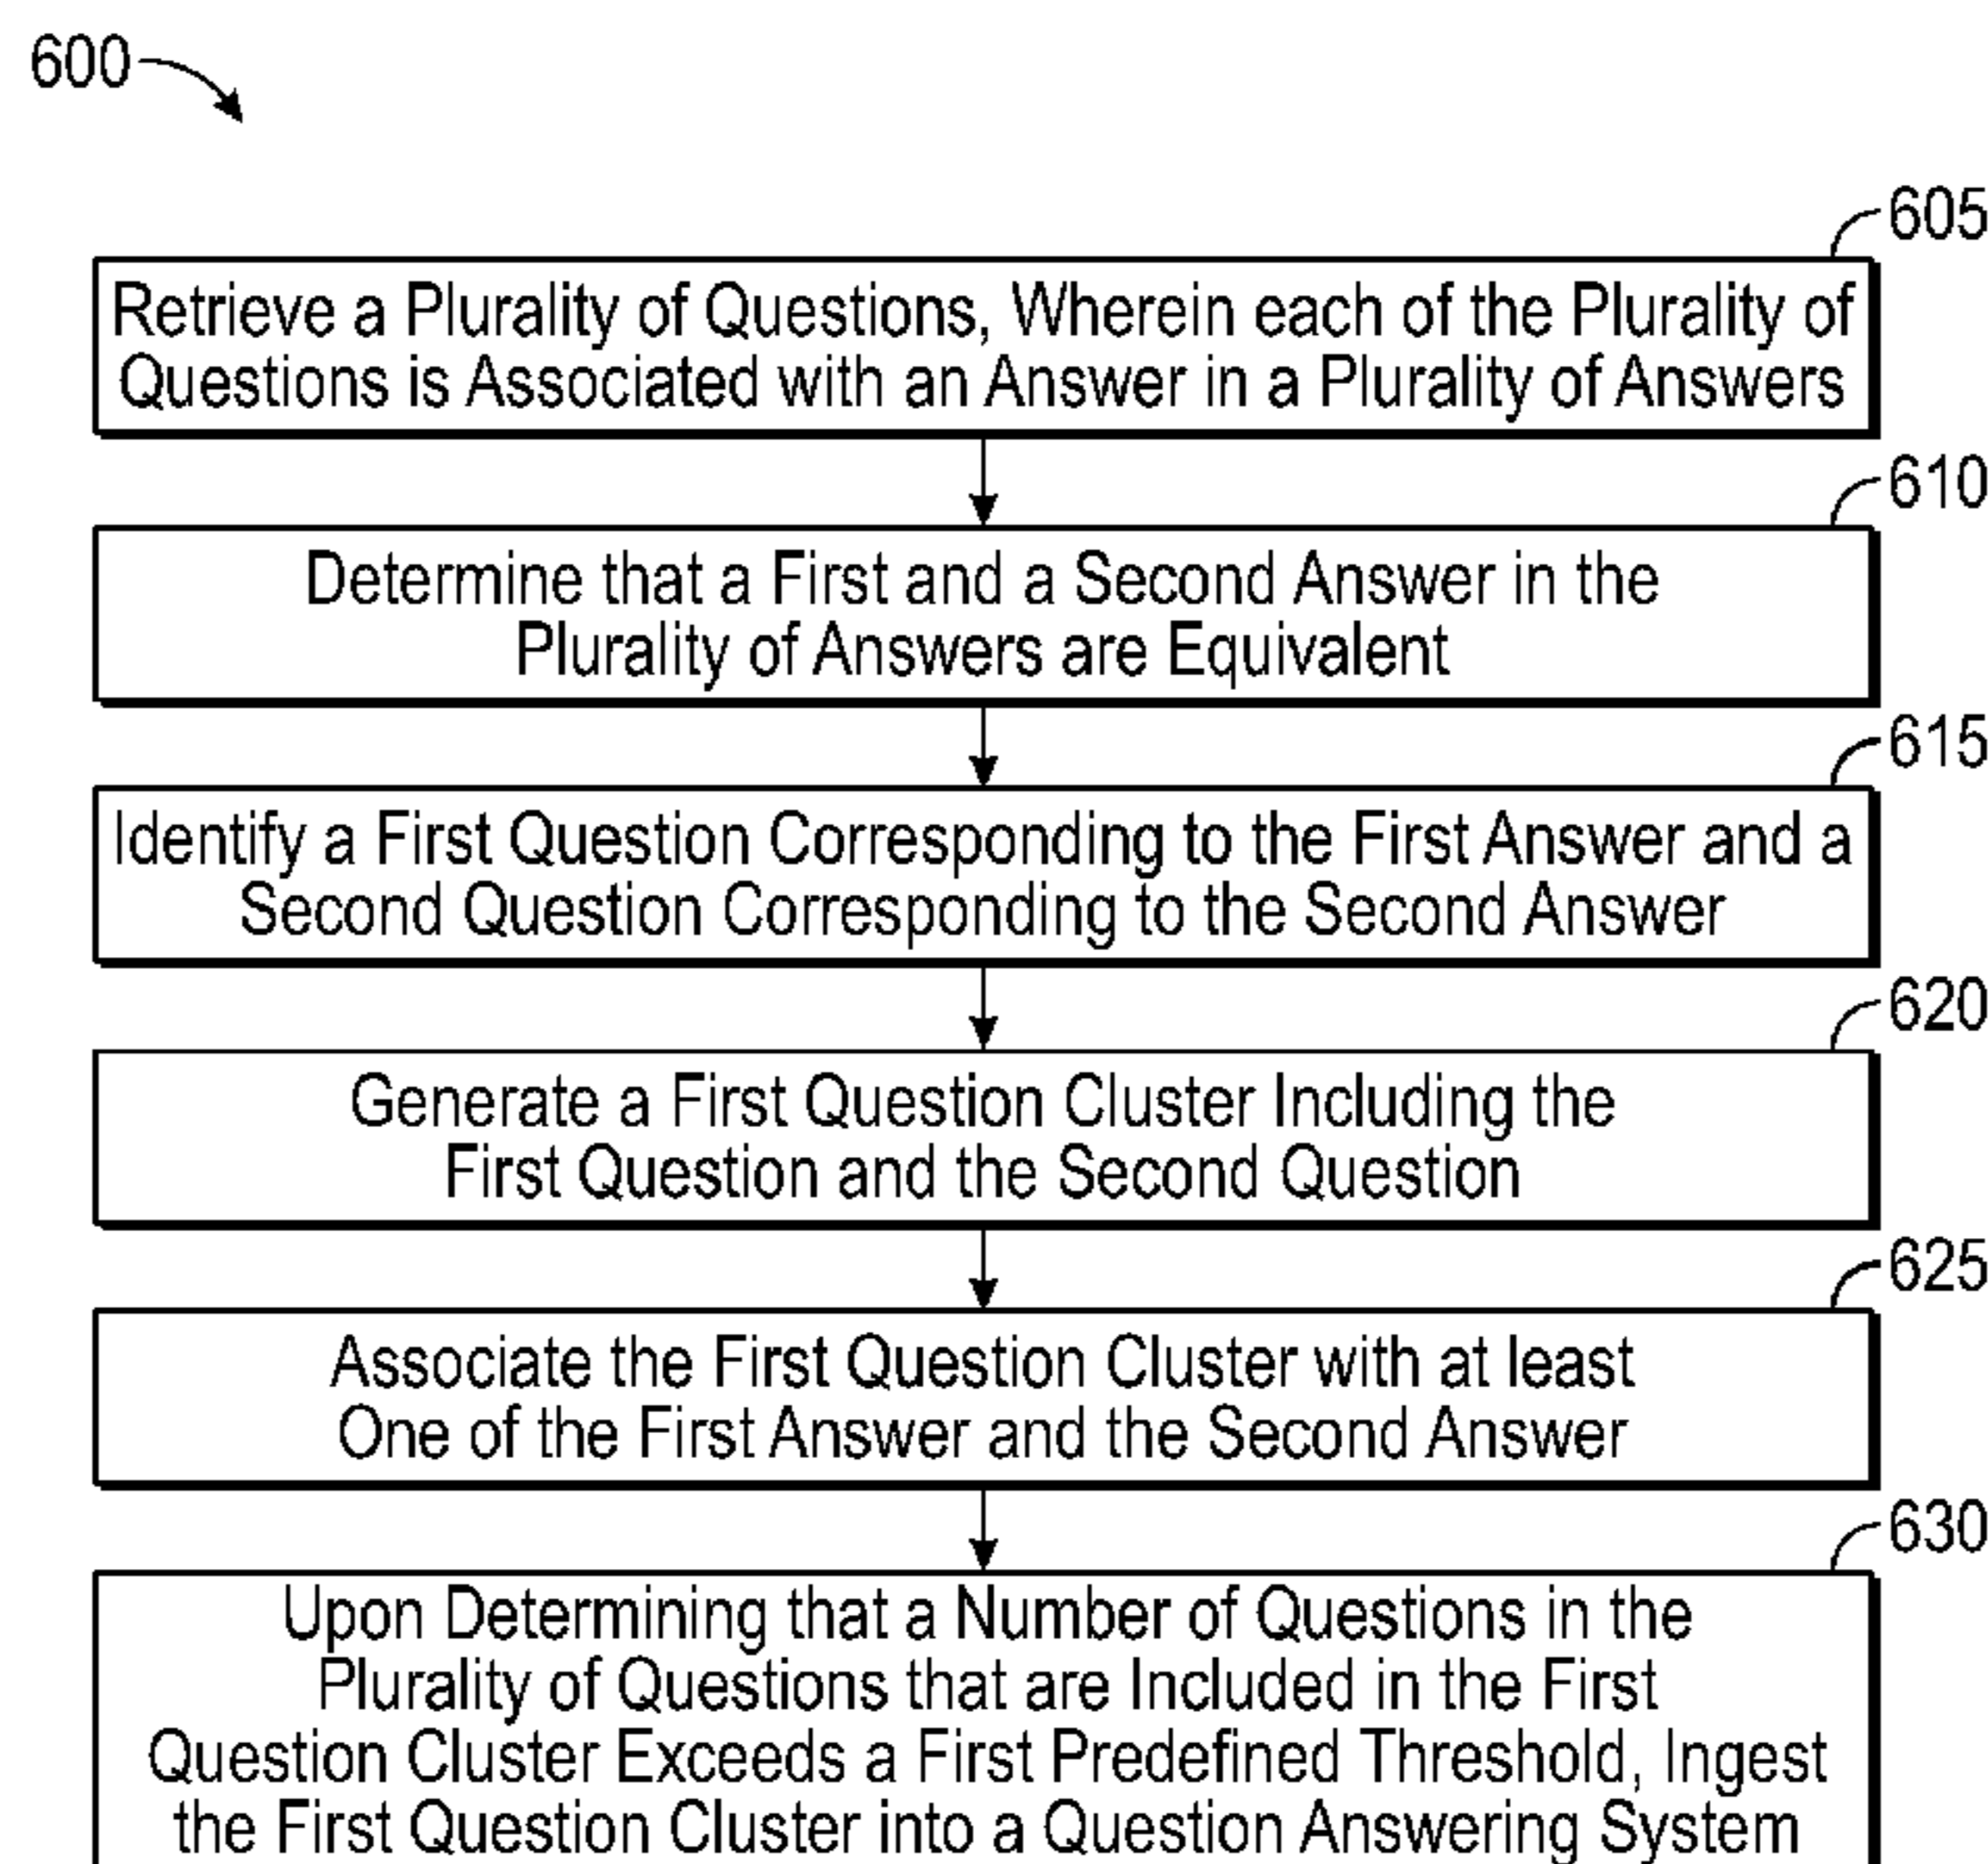 600
605
Retrieve a Plurality of Questions, Wherein each of the Plurality of
Questions is Associated with an Answer in a Plurality of Answers
610
Determine that a First and a Second Answer in the
Plurality of Answers are Equivalent
615
Identify a First Question Corresponding to the First Answer and a
Second Question Corresponding to the Second Answer
620
Generate a First Question Cluster Including the
First Question and the Second Question
625
Associate the First Question Cluster with at least
One of the First Answer and the Second Answer
630
Upon Determining that a Number of Questions in the
Plurality of Questions that are Included in the First
Question Cluster Exceeds a First Predefined Threshold, Ingest
the First Question Cluster into a Question Answering System